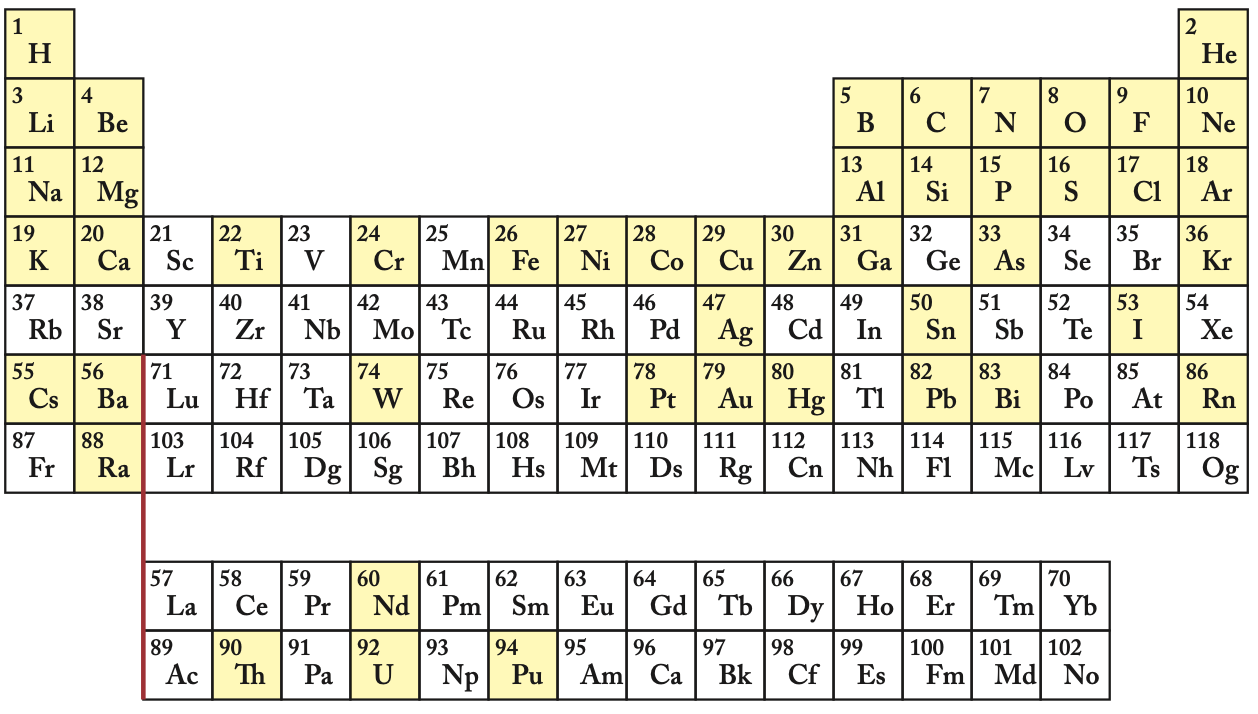 1 2
H He
3 4 5 6 7 8 9 10
Li Be B C N O F Ne
11 12 13 14 15 16 17 18
Na Mg Al Si P S Cl Ar
19 20 21 22 23 24 25 26 27 28 29 30 31 32 33 34 35 36
K Ca Sc Ti V Cr Mn Fe Ni Co Cu Zn Ga Ge As Se Br Kr
37 38 39 40 41 42 43 44 45 46 47 48 49 50 51 52 53 54
Rb Sr Y Zr Nb Mo Tc Ru Rh Pd Ag Cd In Sn Sb Te I Xe
55 56 71 72 73 74 75 76 77 78 79 80 81 82 83 84 85 86
Cs Ba Lu Hf Ta W Re Os Ir Pt Au Hg Tl Pb Bi Po At Rn
87 88 103 104 105 106 107 108 109 110 111 112 113 114 115 116 117 118
Fr Ra Lr Rf Dg Sg Bh Hs Mt Ds Rg Cn Nh Fl Mc Lv Ts Og
57 58 59 60 61 62 63 64 65 66 67 68 69 70
La Ce Pr Nd Pm Sm Eu Gd Tb Dy Ho Er Tm Yb
89 90 91 92 93 94 95 96 97 98 99 100 101 102
Ac Th Pa U Np Pu Am Ca Bk Cf Es Fm Md No